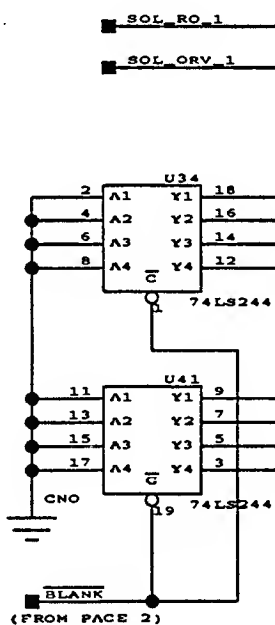 SOL_RO_1
SOL_ORV_1
U34
2 A1 Y1 18
4 A2 Y2 16
6 A3 Y3 14
8 A4 Y4 12
G
1 74LS244
U41
11 A1 Y1 9
13 A2 Y2 7
15 A3 Y3 5
17 A4 Y4 3
G
GND 19 74LS244
BLANK
(FROM PAGE 2)